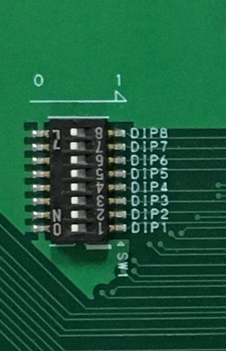 0 1
8 DIP8
7 DIP7
6 DIP6
5 DIP5
4 DIP4
3 DIP3
2 DIP2
1 DIP1
ON
SW1